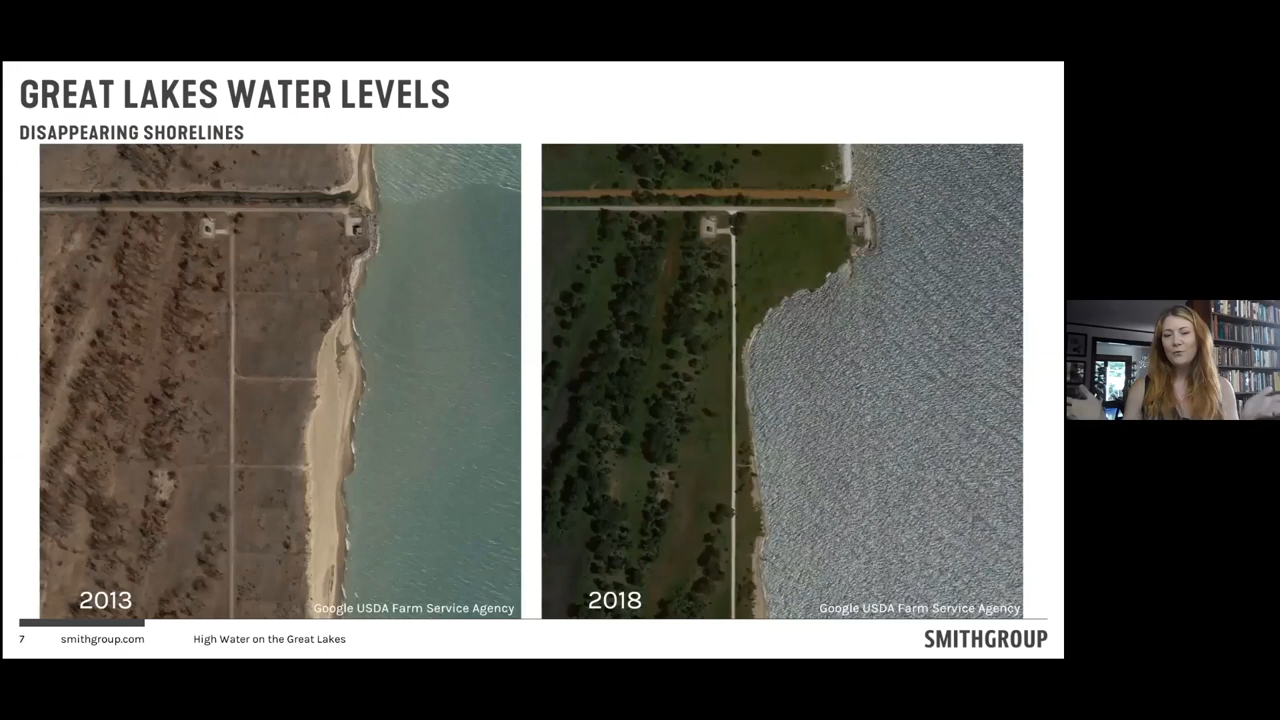 GREAT LAKES WATER LEVELS
DISAPPEARING SHORELINES
2013
Google USDA Farm Service Agency
2018
Google USDA Farm Service Agency
7
smithgroup.com
High Water on the Great Lakes
SMITHGROUP